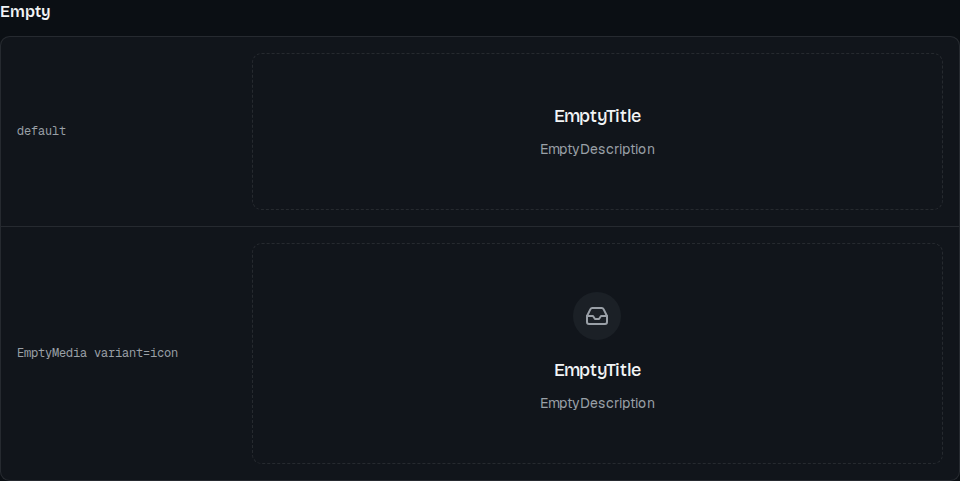 Empty
default
EmptyTitle
EmptyDescription
EmptyMedia variant=icon
EmptyTitle
EmptyDescription